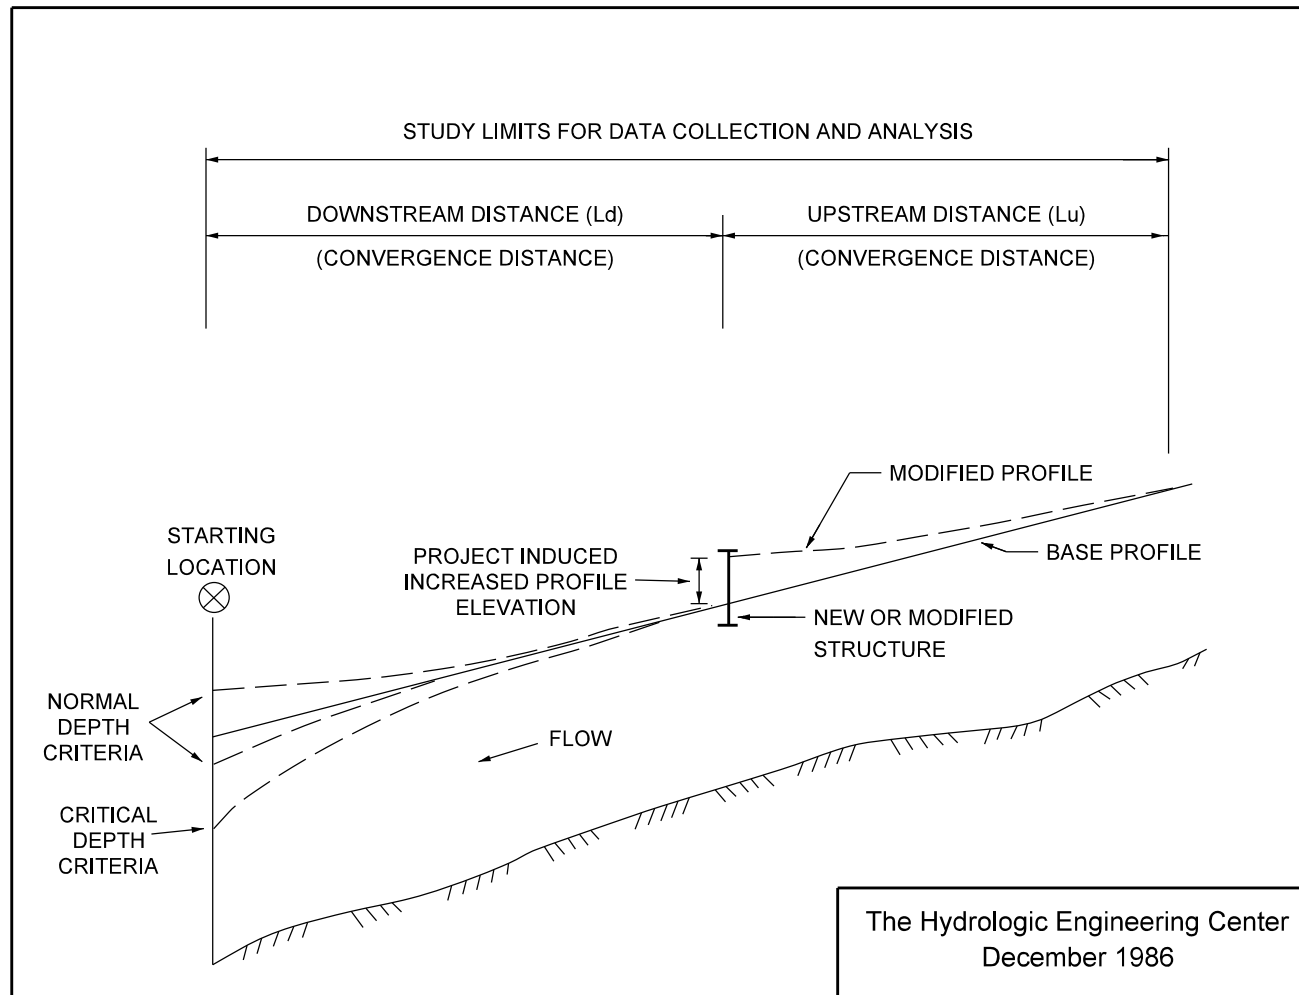 STUDY LIMITS FOR DATA COLLECTION AND ANALYSIS
DOWNSTREAM DISTANCE (Ld)
(CONVERGENCE DISTANCE)
UPSTREAM DISTANCE (Lu)
(CONVERGENCE DISTANCE)
MODIFIED PROFILE
STARTING
LOCATION
PROJECT INDUCED
INCREASED PROFILE
ELEVATION
BASE PROFILE
NEW OR MODIFIED
STRUCTURE
NORMAL
DEPTH
CRITERIA
FLOW
CRITICAL
DEPTH
CRITERIA
The Hydrologic Engineering Center
December 1986